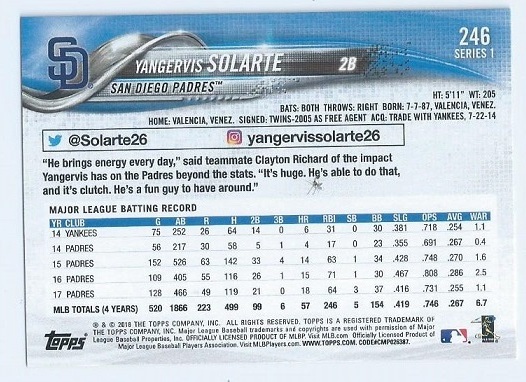 246
SERIES 1
SD
YANGERVIS SOLARTE
2B
SAN DIEGO PADRES™
HT: 5'11" WT: 205
BATS: BOTH THROWS: RIGHT BORN: 7-7-87, VALENCIA, VENEZ.
HOME: VALENCIA, VENEZ. SIGNED: TWINS-2005 AS FREE AGENT ACQ: TRADE WITH YANKEES, 7-22-14
@Solarte26 yangervissolarte26
“He brings energy every day,” said teammate Clayton Richard of the impact
Yangervis has on the Padres beyond the stats. “It’s huge. He’s able to do that,
and it’s clutch. He’s a fun guy to have around.”
MAJOR LEAGUE BATTING RECORD
YR CLUB G AB R H 2B 3B HR RBI SB BB SLG OPS AVG WAR
14 YANKEES 75 252 26 64 14 0 6 31 0 30 .381 .718 .254 1.1
14 PADRES 56 217 30 58 5 1 4 17 0 23 .355 .691 .267 0.4
15 PADRES 152 526 63 142 33 4 14 63 1 34 .428 .748 .270 1.6
16 PADRES 109 405 55 116 26 1 15 71 1 30 .467 .808 .286 2.5
17 PADRES 128 466 49 119 21 0 18 64 3 37 .416 .731 .255 1.1
MLB TOTALS (4 YEARS) 520 1866 223 499 99 6 57 246 5 154 .419 .746 .267 6.7
Topps
® & © 2018 THE TOPPS COMPANY, INC. ALL RIGHTS RESERVED. TOPPS IS A REGISTERED TRADEMARK OF
THE TOPPS COMPANY, INC. Major League Baseball trademarks and copyrights are used with permission of Major
League Baseball Properties, Inc. OFFICIALLY LICENSED PRODUCT OF MLBP. Visit MLB.com. OFFICIALLY LICENSED PRODUCT—
Major League Baseball Players Association. Visit MLBPlayers.com. WWW.TOPPS.COM. CODE#CMP026387.